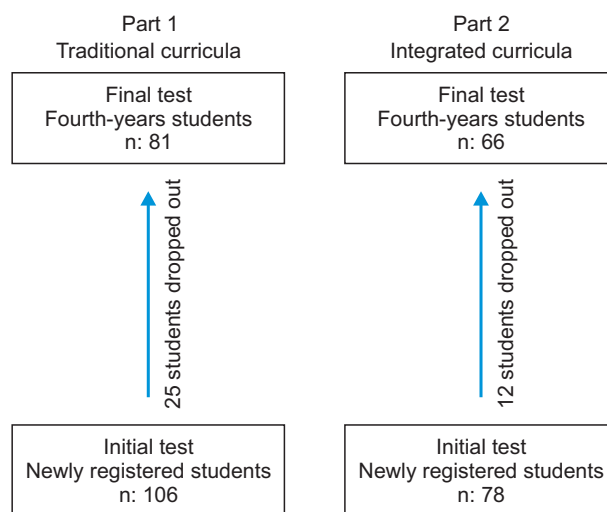 Part 1
Traditional curricula
Final test
Fourth-years students
n: 81
25 students dropped out
Initial test
Newly registered students
n: 106
Part 2
Integrated curricula
Final test
Fourth-years students
n: 66
12 students dropped out
Initial test
Newly registered students
n: 78